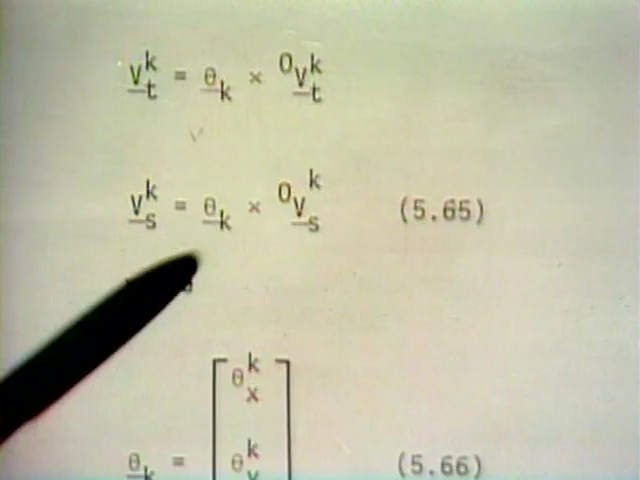 V_t^k = θ_k × ^0V_t^k
V_s^k = θ_k × ^0V_s^k (5.65)
θ_x^k
θ_k = θ_y^k (5.66)